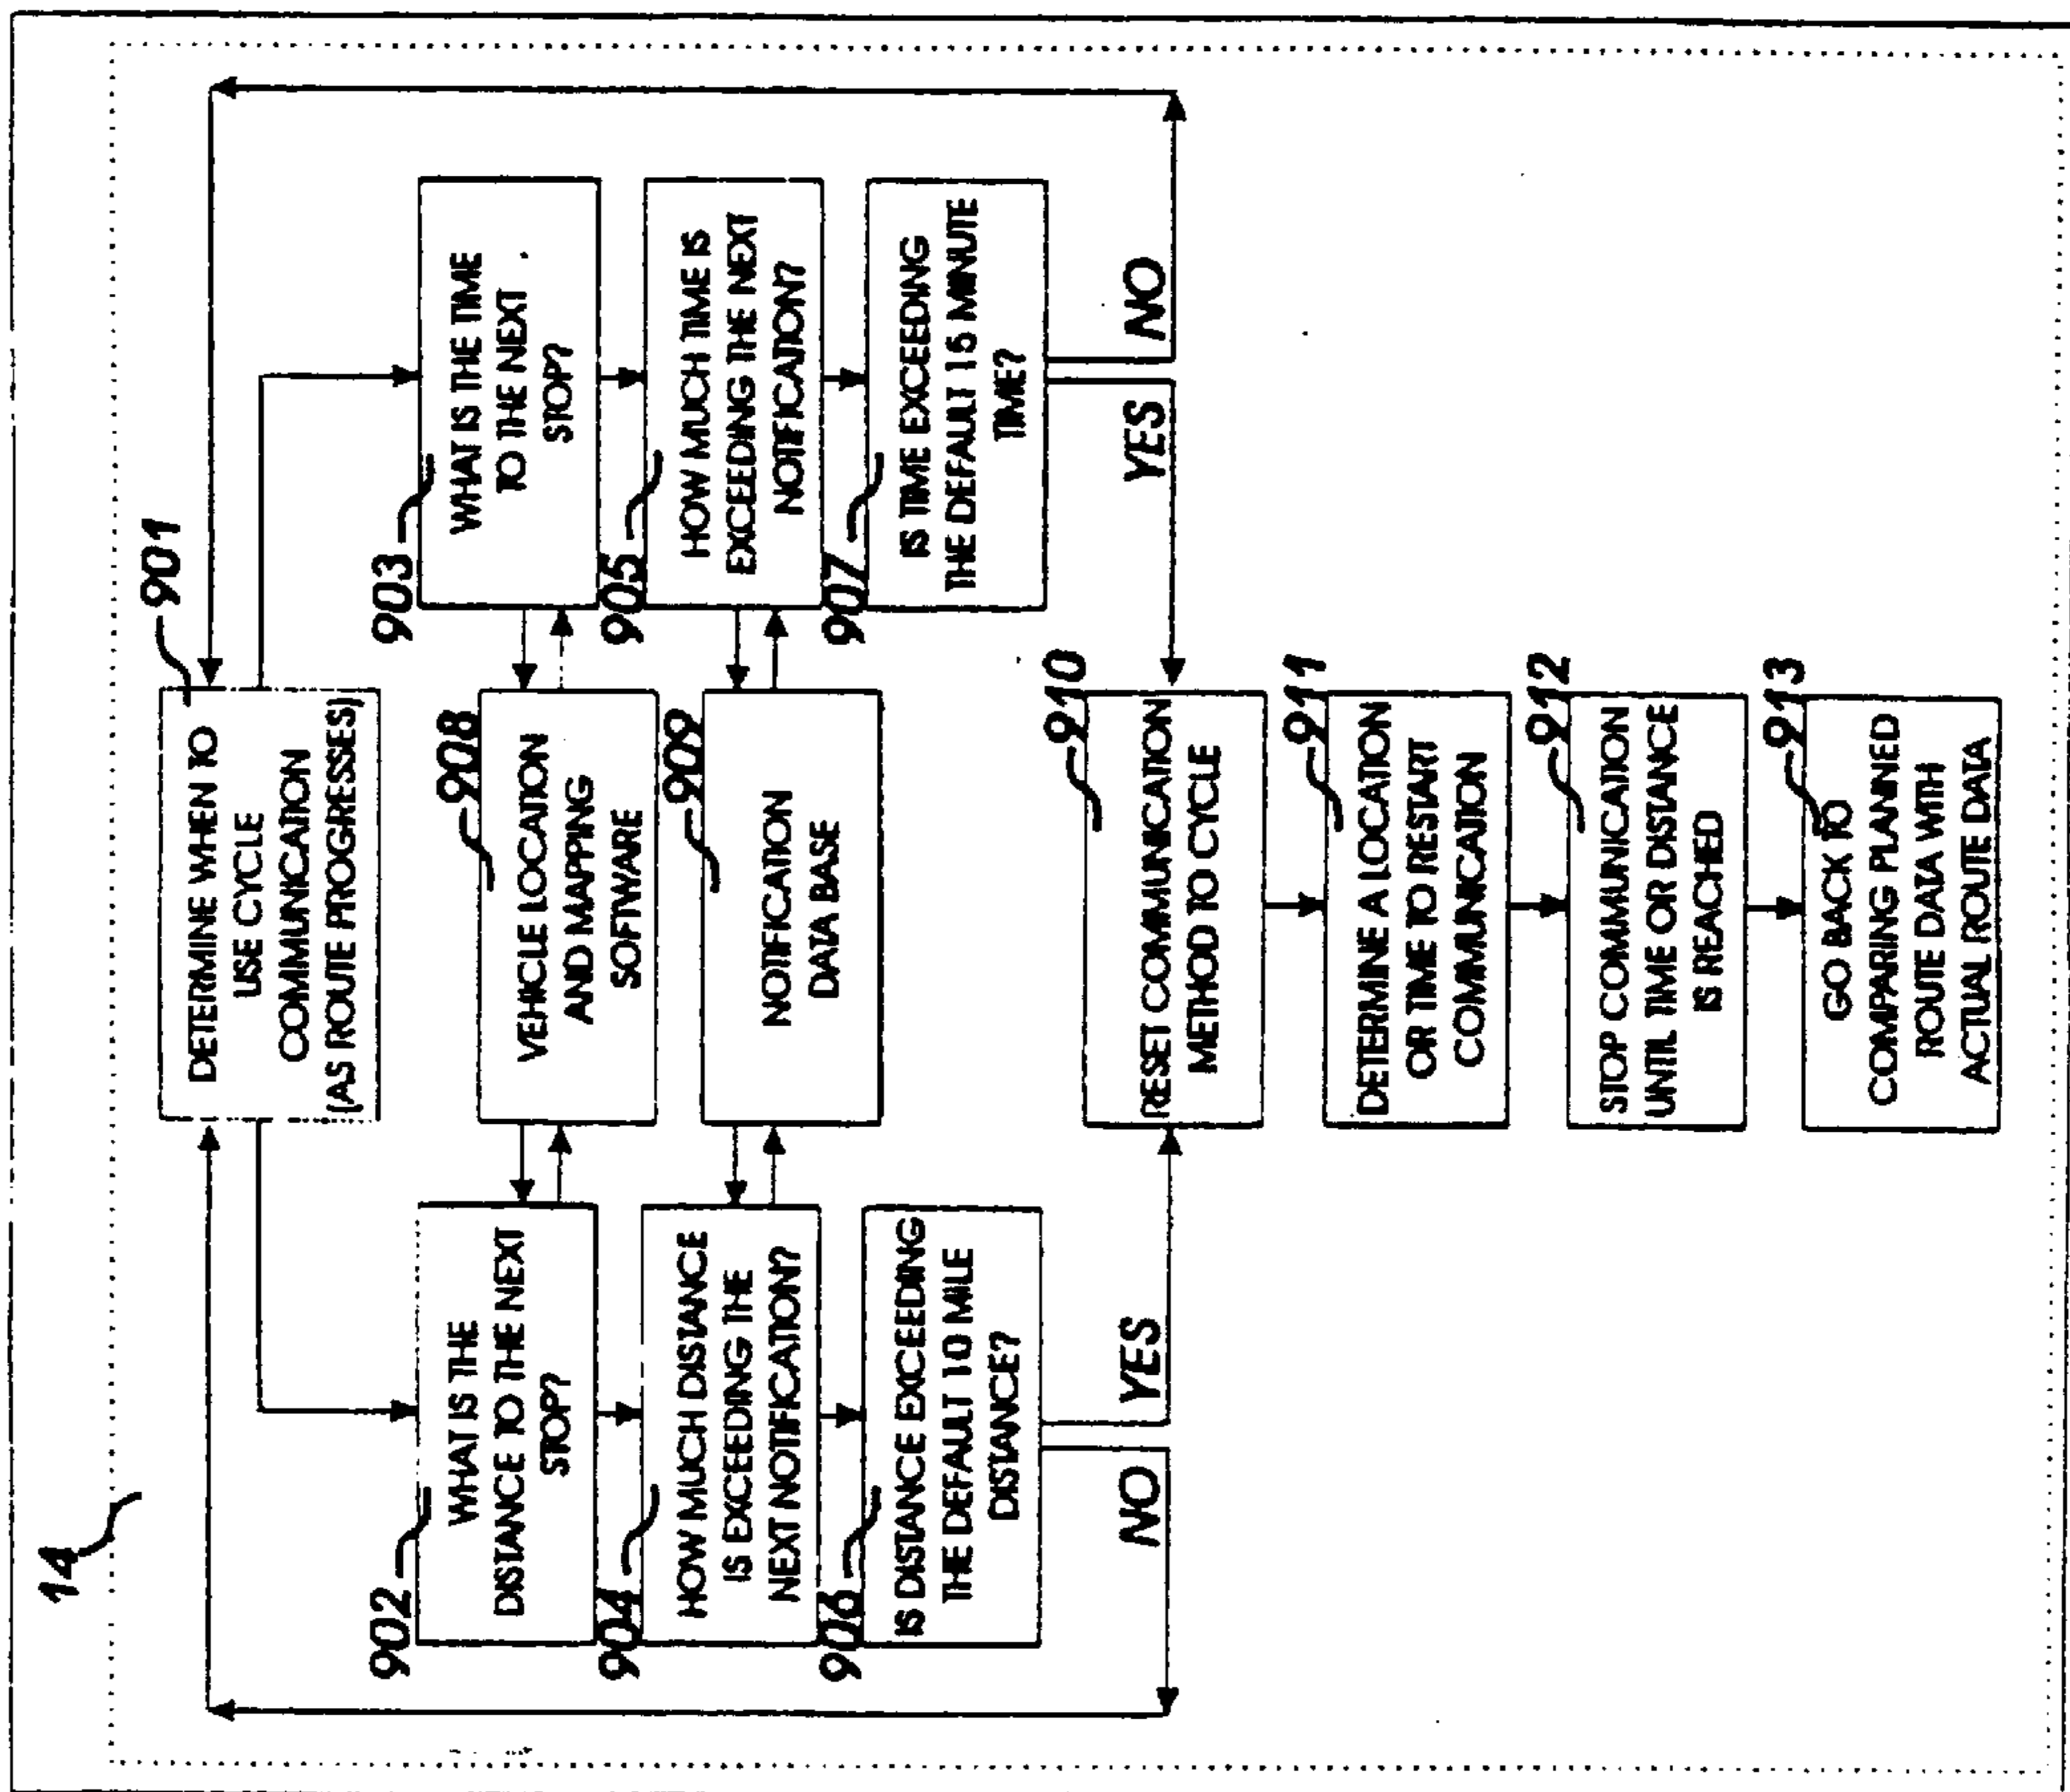 14
901
DETERMINE WHEN TO
USE CYCLE
COMMUNICATION
(AS ROUTE PROGRESSES)
902
WHAT IS THE
DISTANCE TO THE NEXT
STOP?
908
VEHICLE LOCATION
AND MAPPING
SOFTWARE
903
WHAT IS THE TIME
TO THE NEXT
STOP?
904
HOW MUCH DISTANCE
IS EXCEEDING THE
NEXT NOTIFICATION?
909
NOTIFICATION
DATA BASE
905
HOW MUCH TIME IS
EXCEEDING THE NEXT
NOTIFICATION?
906
IS DISTANCE EXCEEDING
THE DEFAULT 10 MILE
DISTANCE?
907
IS TIME EXCEEDING
THE DEFAULT 15 MINUTE
TIME?
NO
YES
YES
NO
910
RESET COMMUNICATION
METHOD TO CYCLE
911
DETERMINE A LOCATION
OR TIME TO RESTART
COMMUNICATION
912
STOP COMMUNICATION
UNTIL TIME OR DISTANCE
IS REACHED
913
GO BACK TO
COMPARING PLANNED
ROUTE DATA WITH
ACTUAL ROUTE DATA